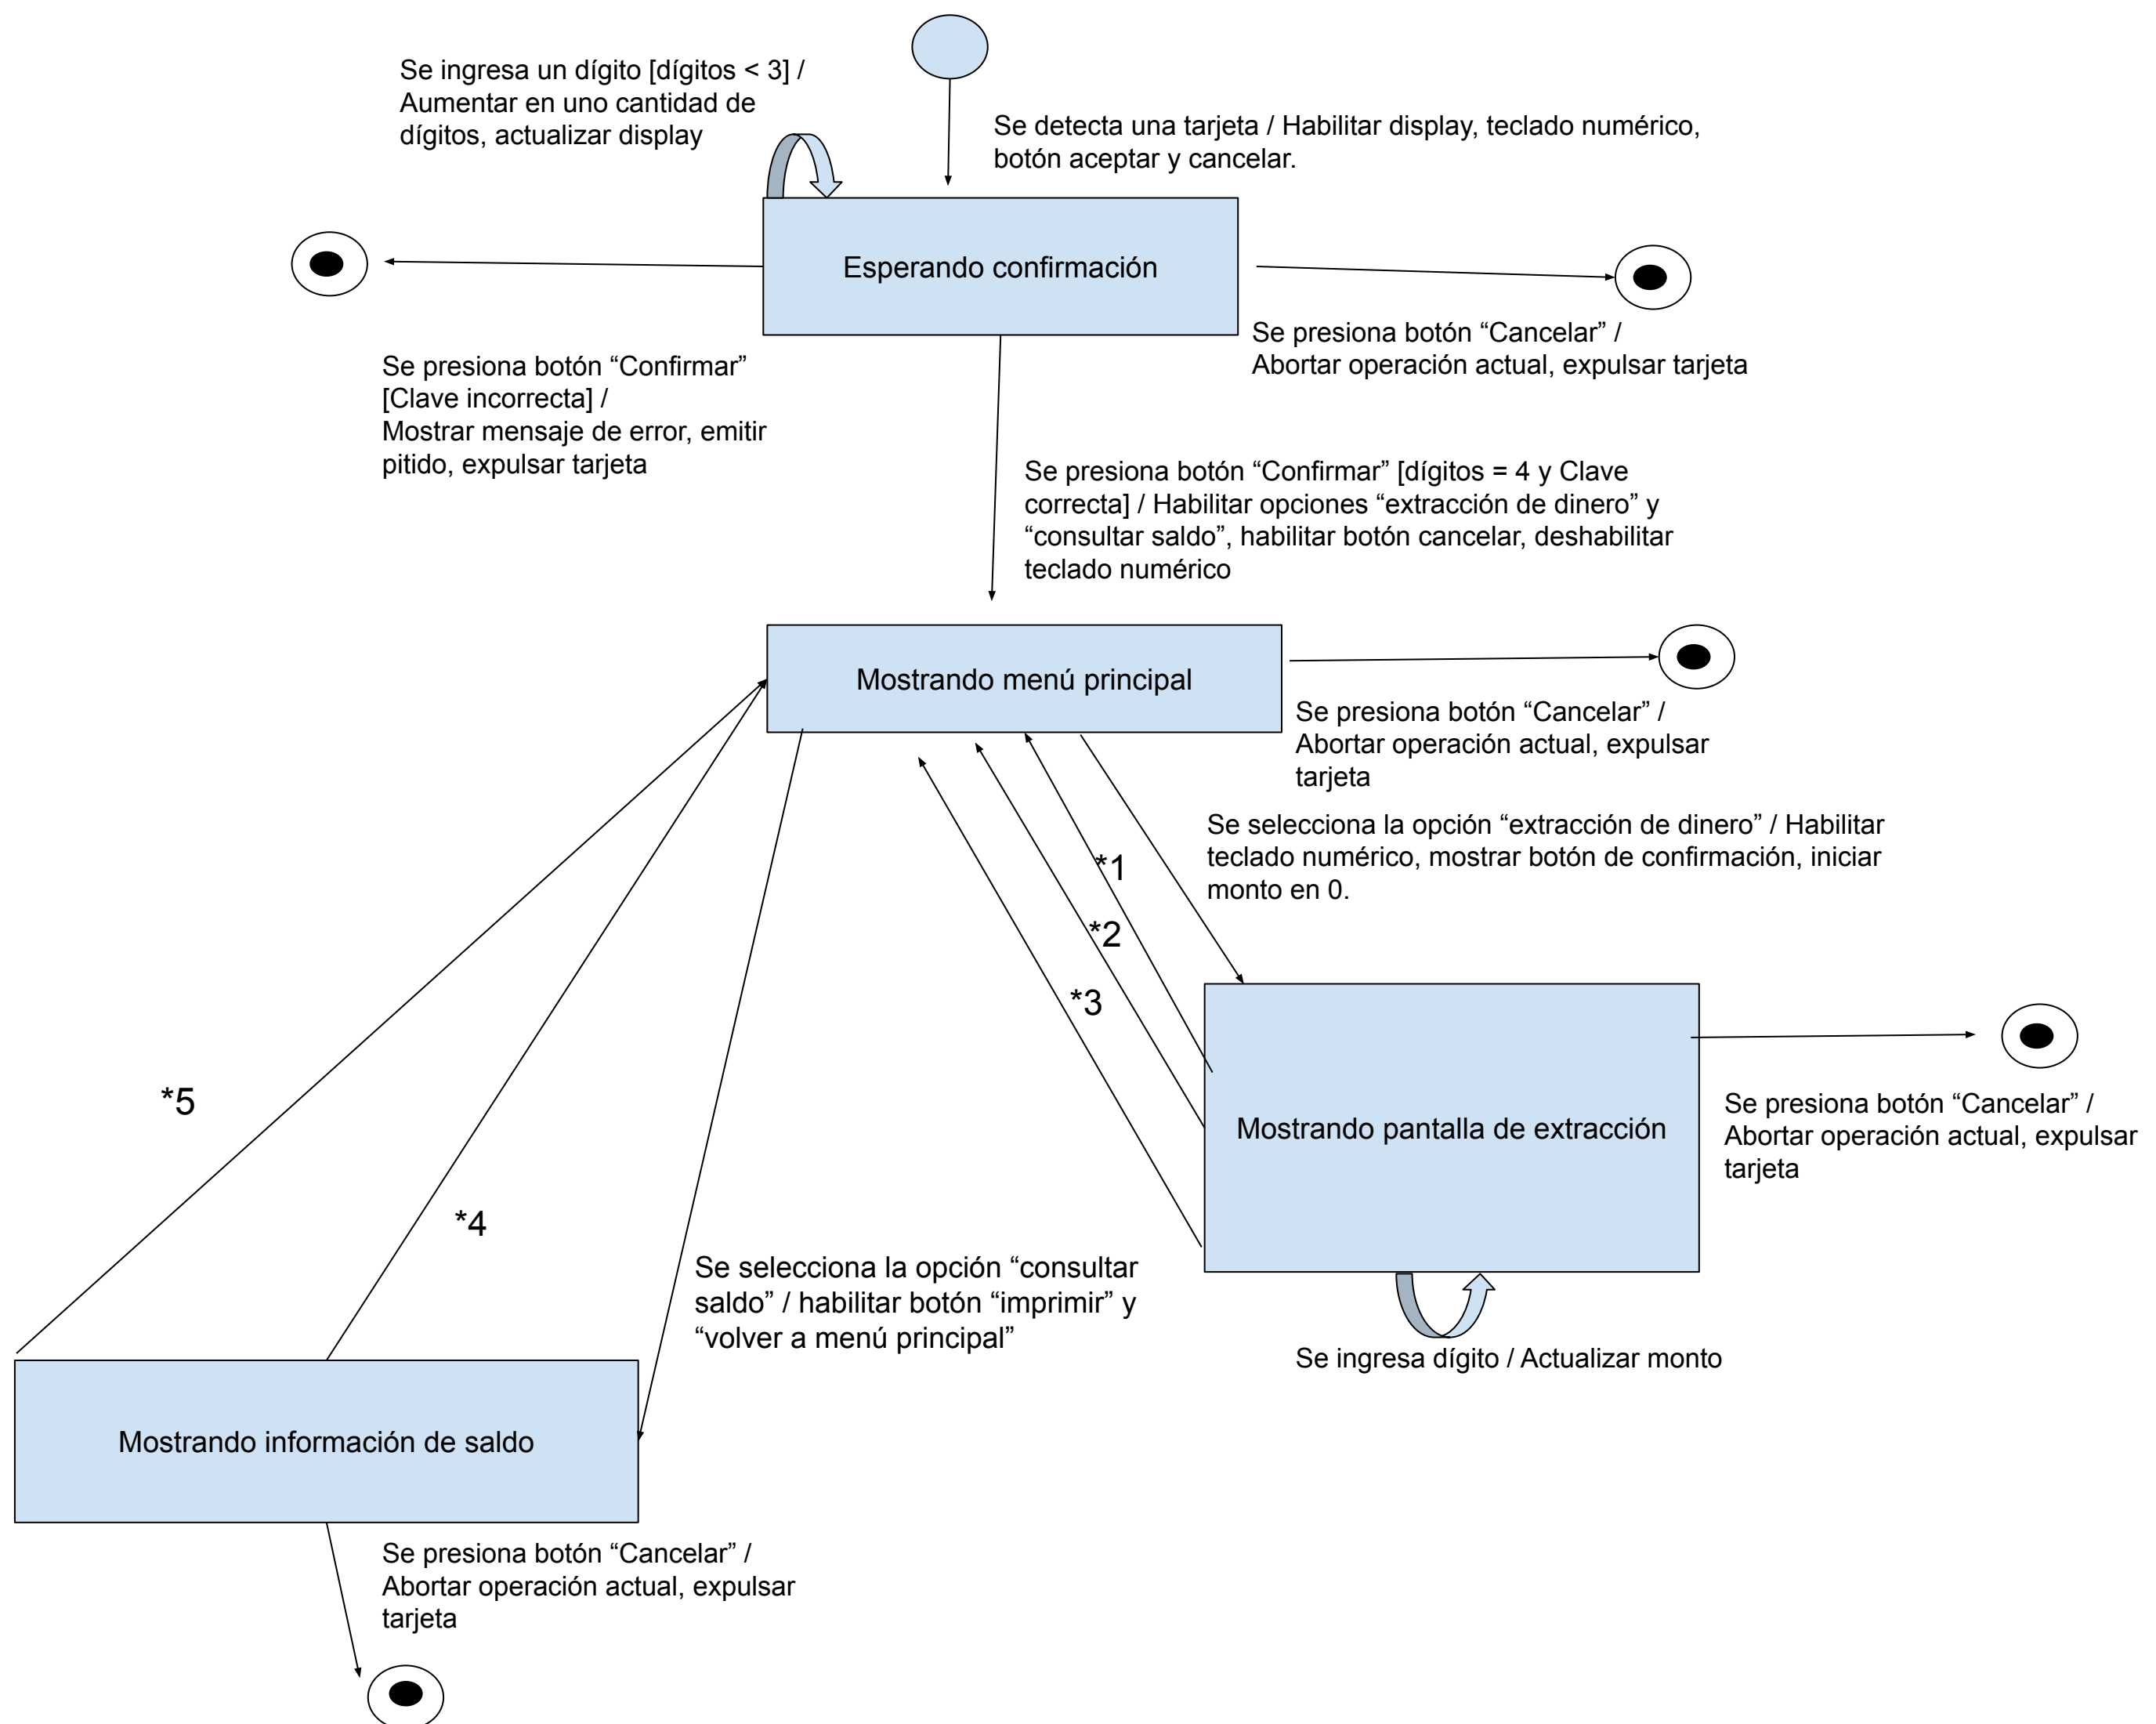 Se ingresa un dígito [dígitos < 3] /
Aumentar en uno cantidad de
dígitos, actualizar display
Se detecta una tarjeta / Habilitar display, teclado numérico,
botón aceptar y cancelar.
Esperando confirmación
Se presiona botón “Cancelar” /
Abortar operación actual, expulsar tarjeta
Se presiona botón “Confirmar”
[Clave incorrecta] /
Mostrar mensaje de error, emitir
pitido, expulsar tarjeta
Se presiona botón “Confirmar” [dígitos = 4 y Clave
correcta] / Habilitar opciones “extracción de dinero” y
“consultar saldo”, habilitar botón cancelar, deshabilitar
teclado numérico
Mostrando menú principal
Se presiona botón “Cancelar” /
Abortar operación actual, expulsar
tarjeta
Se selecciona la opción “extracción de dinero” / Habilitar
teclado numérico, mostrar botón de confirmación, iniciar
monto en 0.
*1
*2
*3
Mostrando pantalla de extracción
Se presiona botón “Cancelar” /
Abortar operación actual, expulsar
tarjeta
*5
*4
Se selecciona la opción “consultar
saldo” / habilitar botón “imprimir” y
“volver a menú principal”
Se ingresa dígito / Actualizar monto
Mostrando información de saldo
Se presiona botón “Cancelar” /
Abortar operación actual, expulsar
tarjeta